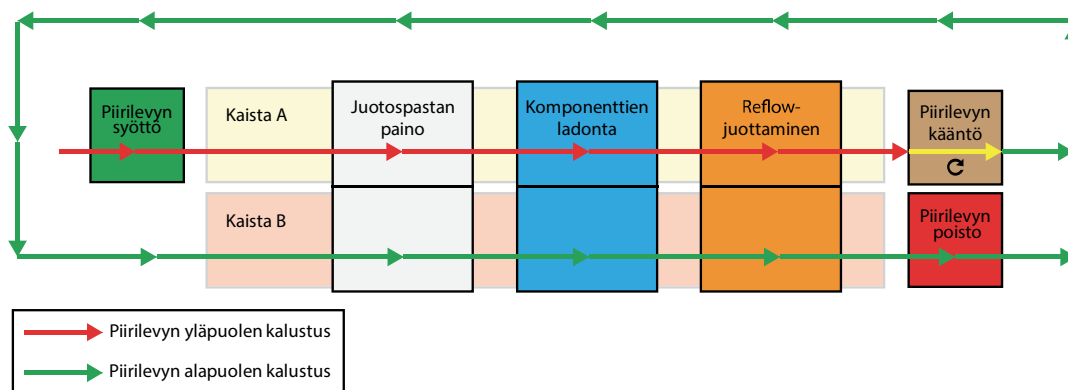 Piirilevyn
syöttö
Kaista A
Juotospastan
paino
Komponenttien
ladonta
Reflow-
juottaminen
Piirilevyn
kääntö
Kaista B
Piirilevyn
poisto
Piirilevyn yläpuolen kalustus
Piirilevyn alapuolen kalustus